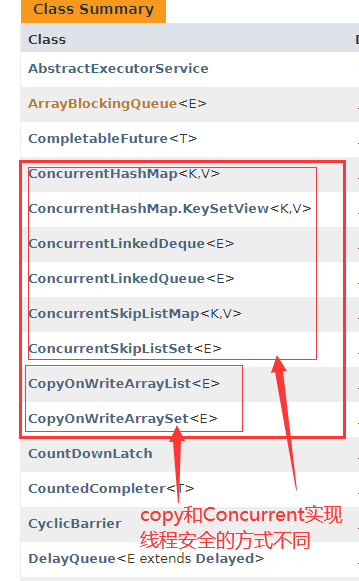 Class Summary
Class
AbstractExecutorService
ArrayBlockingQueue<E>
CompletableFuture<T>
ConcurrentHashMap<K,V>
ConcurrentHashMap.KeySetView<K,V>
ConcurrentLinkedDeque<E>
ConcurrentLinkedQueue<E>
ConcurrentSkipListMap<K,V>
ConcurrentSkipListSet<E>
CopyOnWriteArrayList<E>
CopyOnWriteArraySet<E>
CountDownLatch
CountedCompleter<T>
CyclicBarrier
copy和Concurrent实现
线程安全的方式不同
DelayQueue<E extends Delayed>